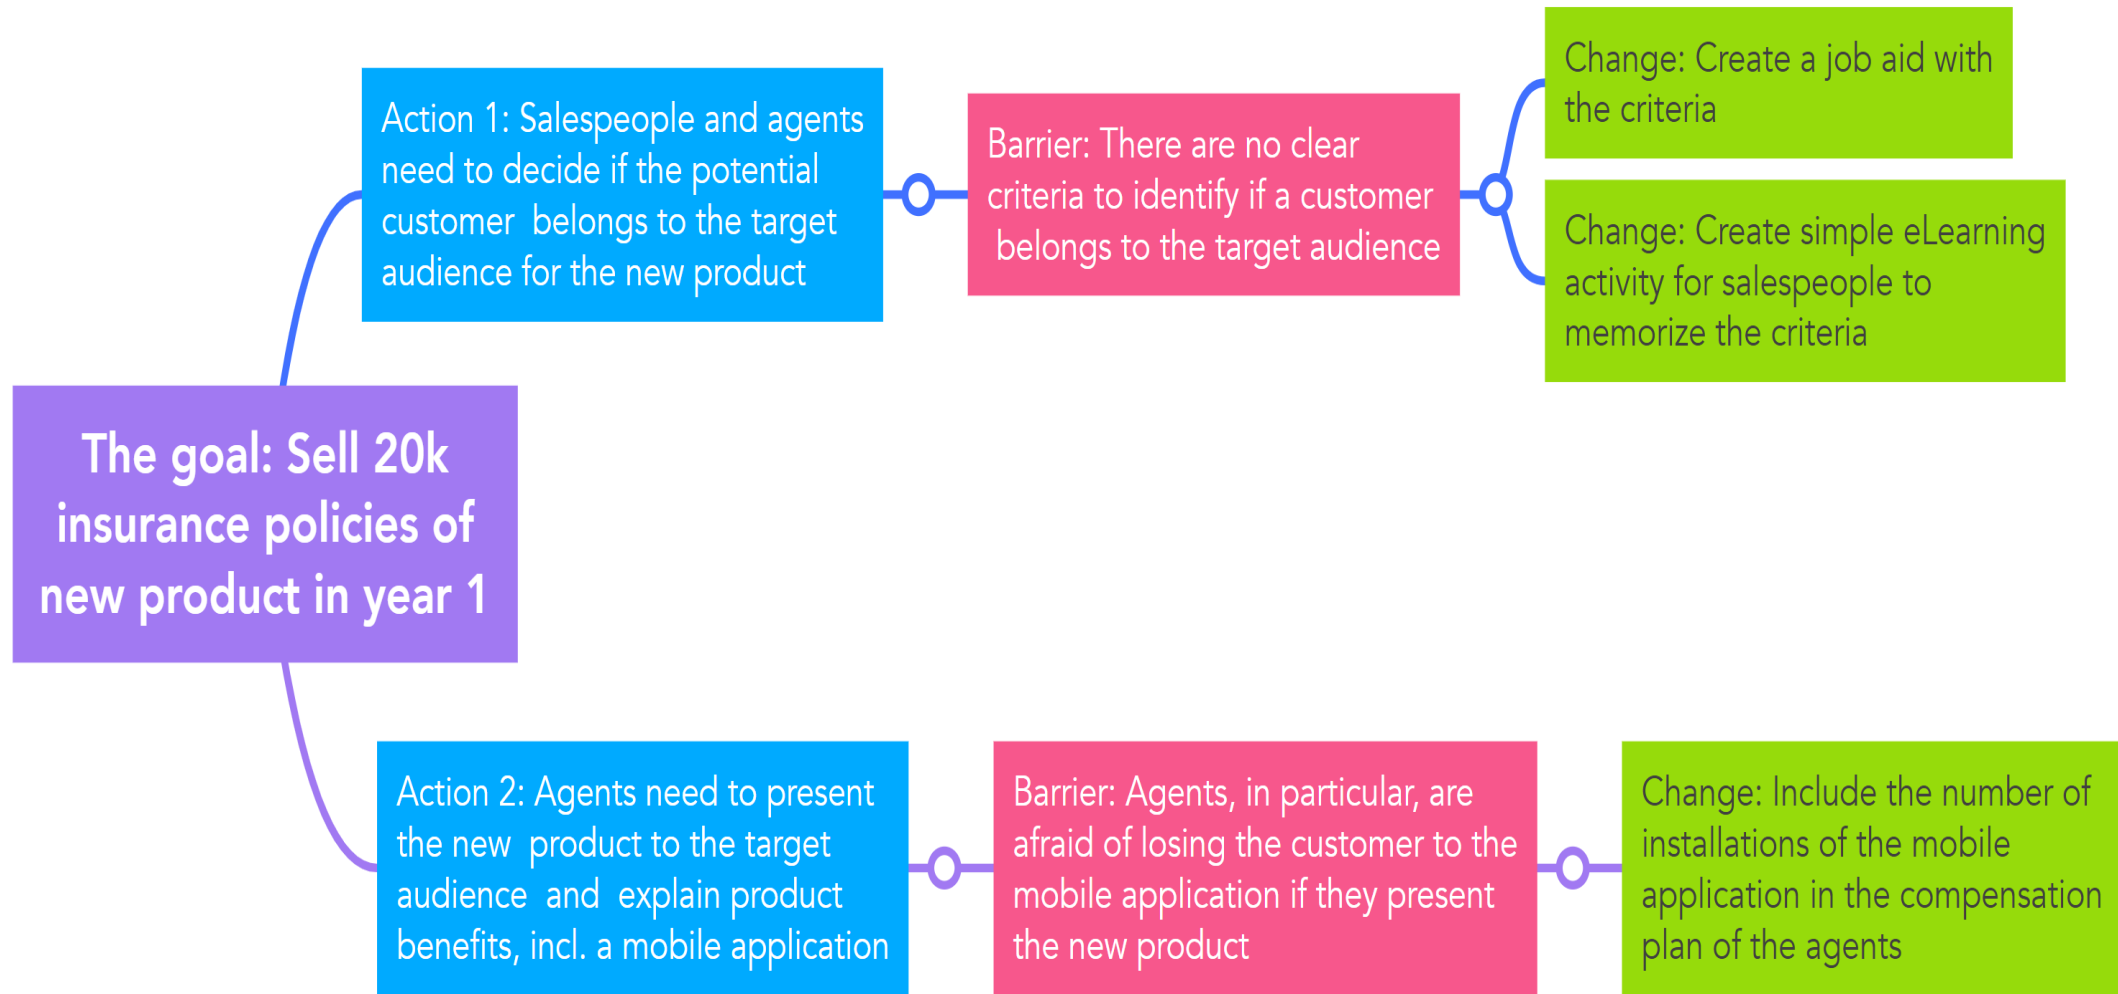 The goal: Sell 20k
insurance policies of
new product in year 1
Action 1: Salespeople and agents
need to decide if the potential
customer  belongs to the target
audience for the new product
Barrier: There are no clear
criteria to identify if a customer
belongs to the target audience
Change: Create a job aid with
the criteria
Change: Create simple eLearning
activity for salespeople to
memorize the criteria
Action 2: Agents need to present
the new  product to the target
audience  and  explain product
benefits, incl. a mobile application
Barrier: Agents, in particular, are
afraid of losing the customer to the
mobile application if they present
the new product
Change: Include the number of
installations of the mobile
application in the compensation
plan of the agents